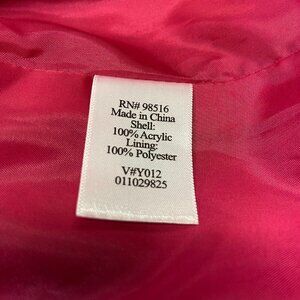 RN# 98516
Made in China
Shell:
100% Acrylic
Lining:
100% Polyester
V#Y012
011029825